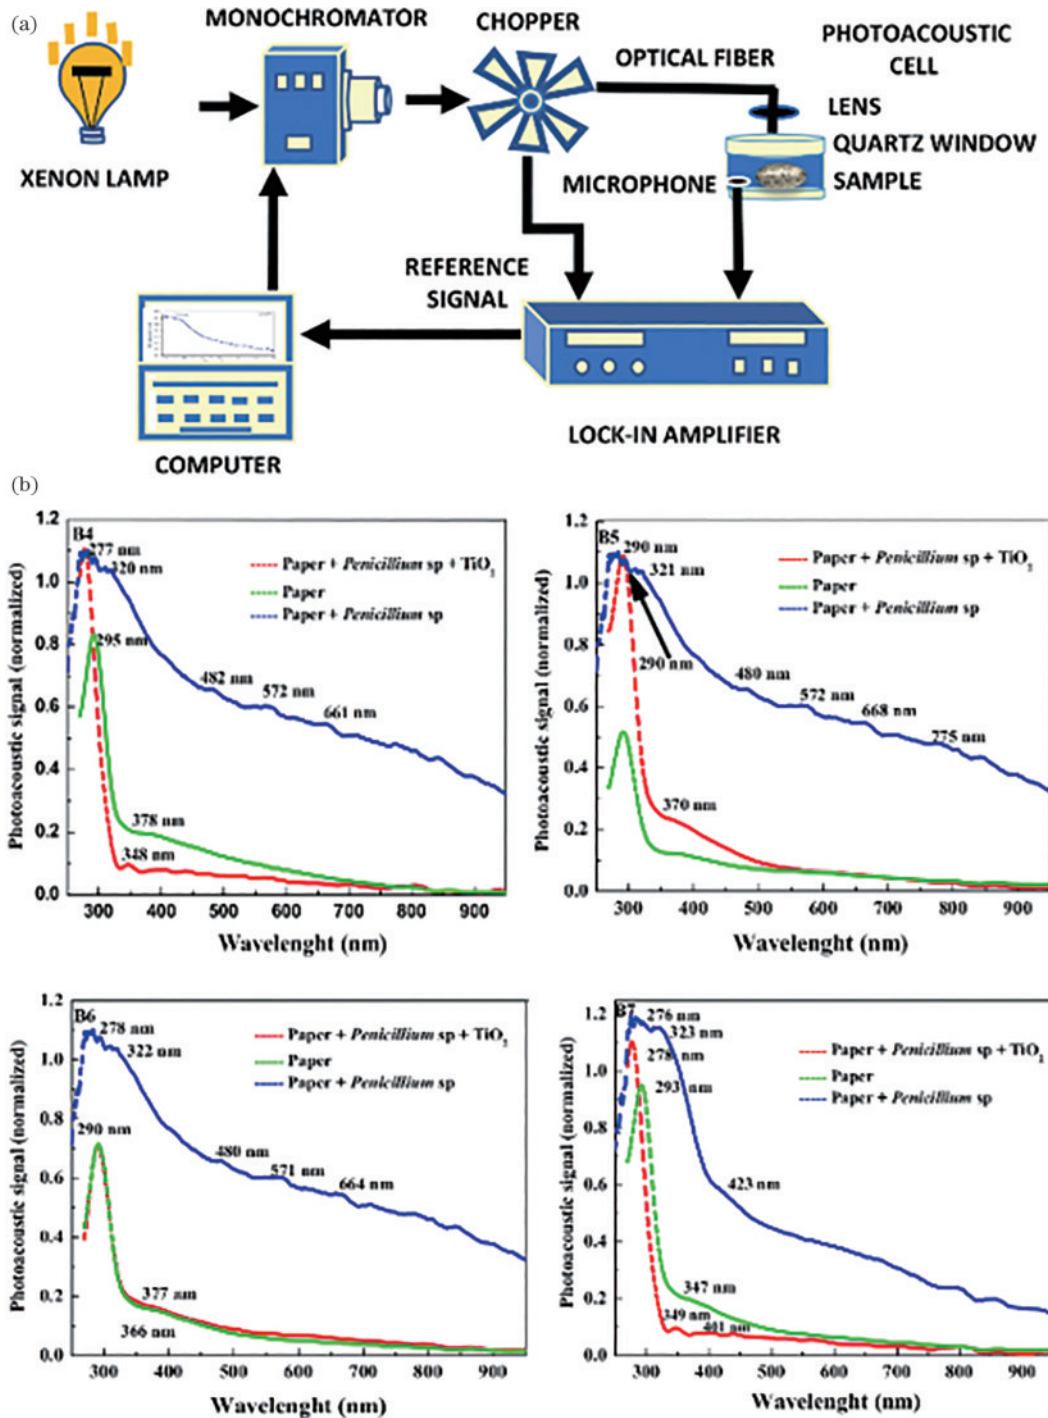 (a)
MONOCHROMATOR
CHOPPER
PHOTOACOUSTIC
CELL
OPTICAL FIBER
LENS
QUARTZ WINDOW
XENON LAMP
MICROPHONE
SAMPLE
REFERENCE
SIGNAL
LOCK-IN AMPLIFIER
COMPUTER
(b)
B4
277 nm
320 nm
295 nm
482 nm
572 nm
661 nm
378 nm
348 nm
Paper + Penicillium sp + TiO2
Paper
Paper + Penicillium sp
Photoacoustic signal (normalized)
1.2
1.0
0.8
0.6
0.4
0.2
0.0
300 400 500 600 700 800 900
Wavelenght (nm)
B5
290 nm
321 nm
290 nm
480 nm
572 nm
668 nm
775 nm
370 nm
Paper + Penicillium sp + TiO2
Paper
Paper + Penicillium sp
Photoacoustic signal (normalized)
1.2
1.0
0.8
0.6
0.4
0.2
0.0
300 400 500 600 700 800 900
Wavelenght (nm)
B6
278 nm
322 nm
290 nm
480 nm
571 nm
664 nm
377 nm
366 nm
Paper + Penicillium sp + TiO2
Paper
Paper + Penicillium sp
Photoacoustic signal (normalized)
1.2
1.0
0.8
0.6
0.4
0.2
0.0
300 400 500 600 700 800 900
Wavelenght (nm)
B7
276 nm
323 nm
278 nm
293 nm
423 nm
347 nm
349 nm
401 nm
Paper + Penicillium sp + TiO2
Paper
Paper + Penicillium sp
Photoacoustic signal (normalized)
1.2
1.0
0.8
0.6
0.4
0.2
0.0
300 400 500 600 700 800 900
Wavelenght (nm)